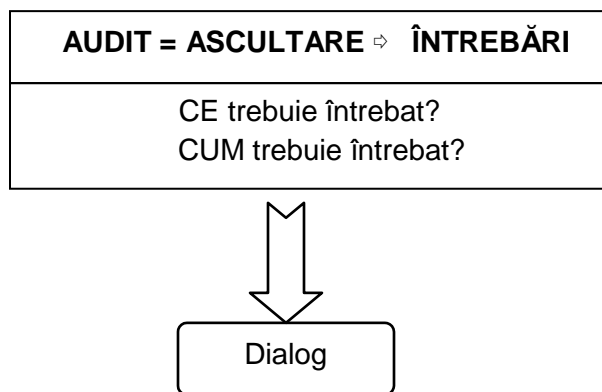 AUDIT = ASCULTARE ⇨ ÎNTREBĂRI
CE trebuie întrebat?
CUM trebuie întrebat?
Dialog